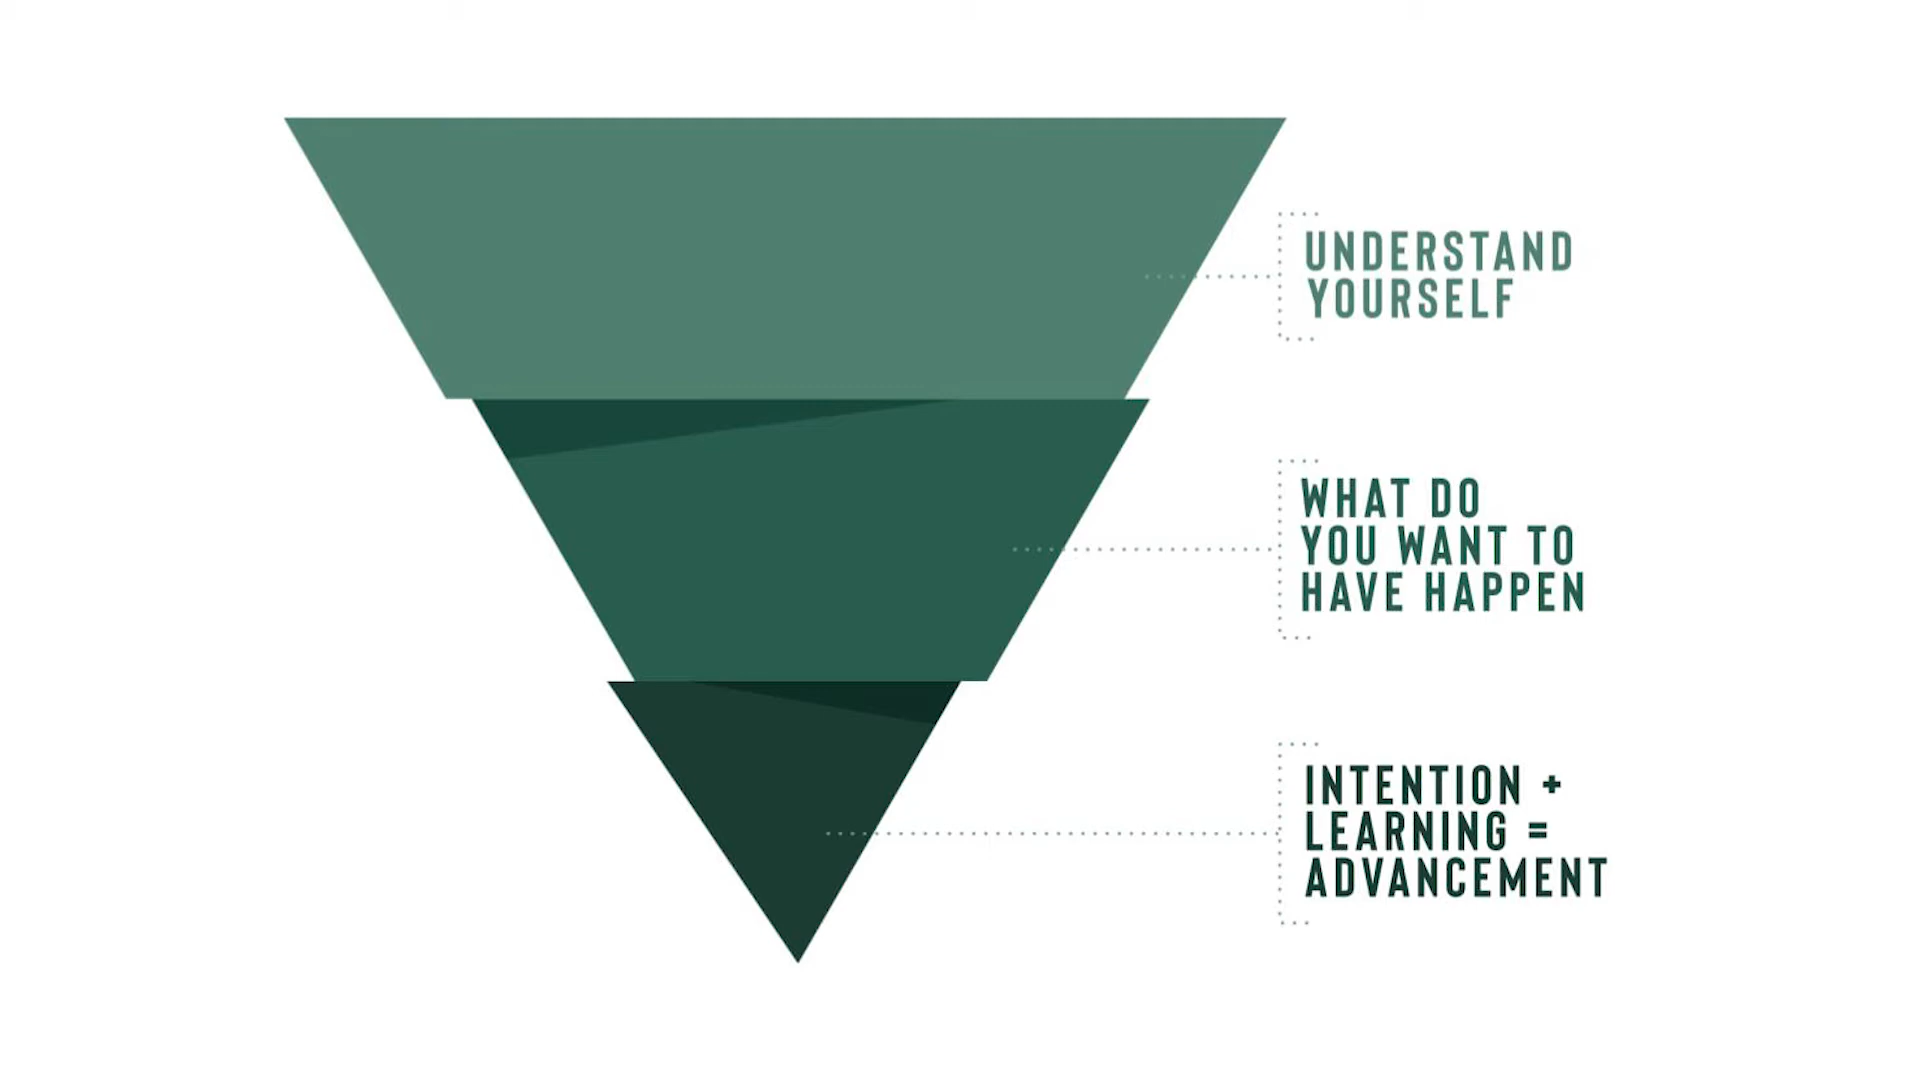 UNDERSTAND
YOURSELF
WHAT DO
YOU WANT TO
HAVE HAPPEN
INTENTION +
LEARNING =
ADVANCEMENT